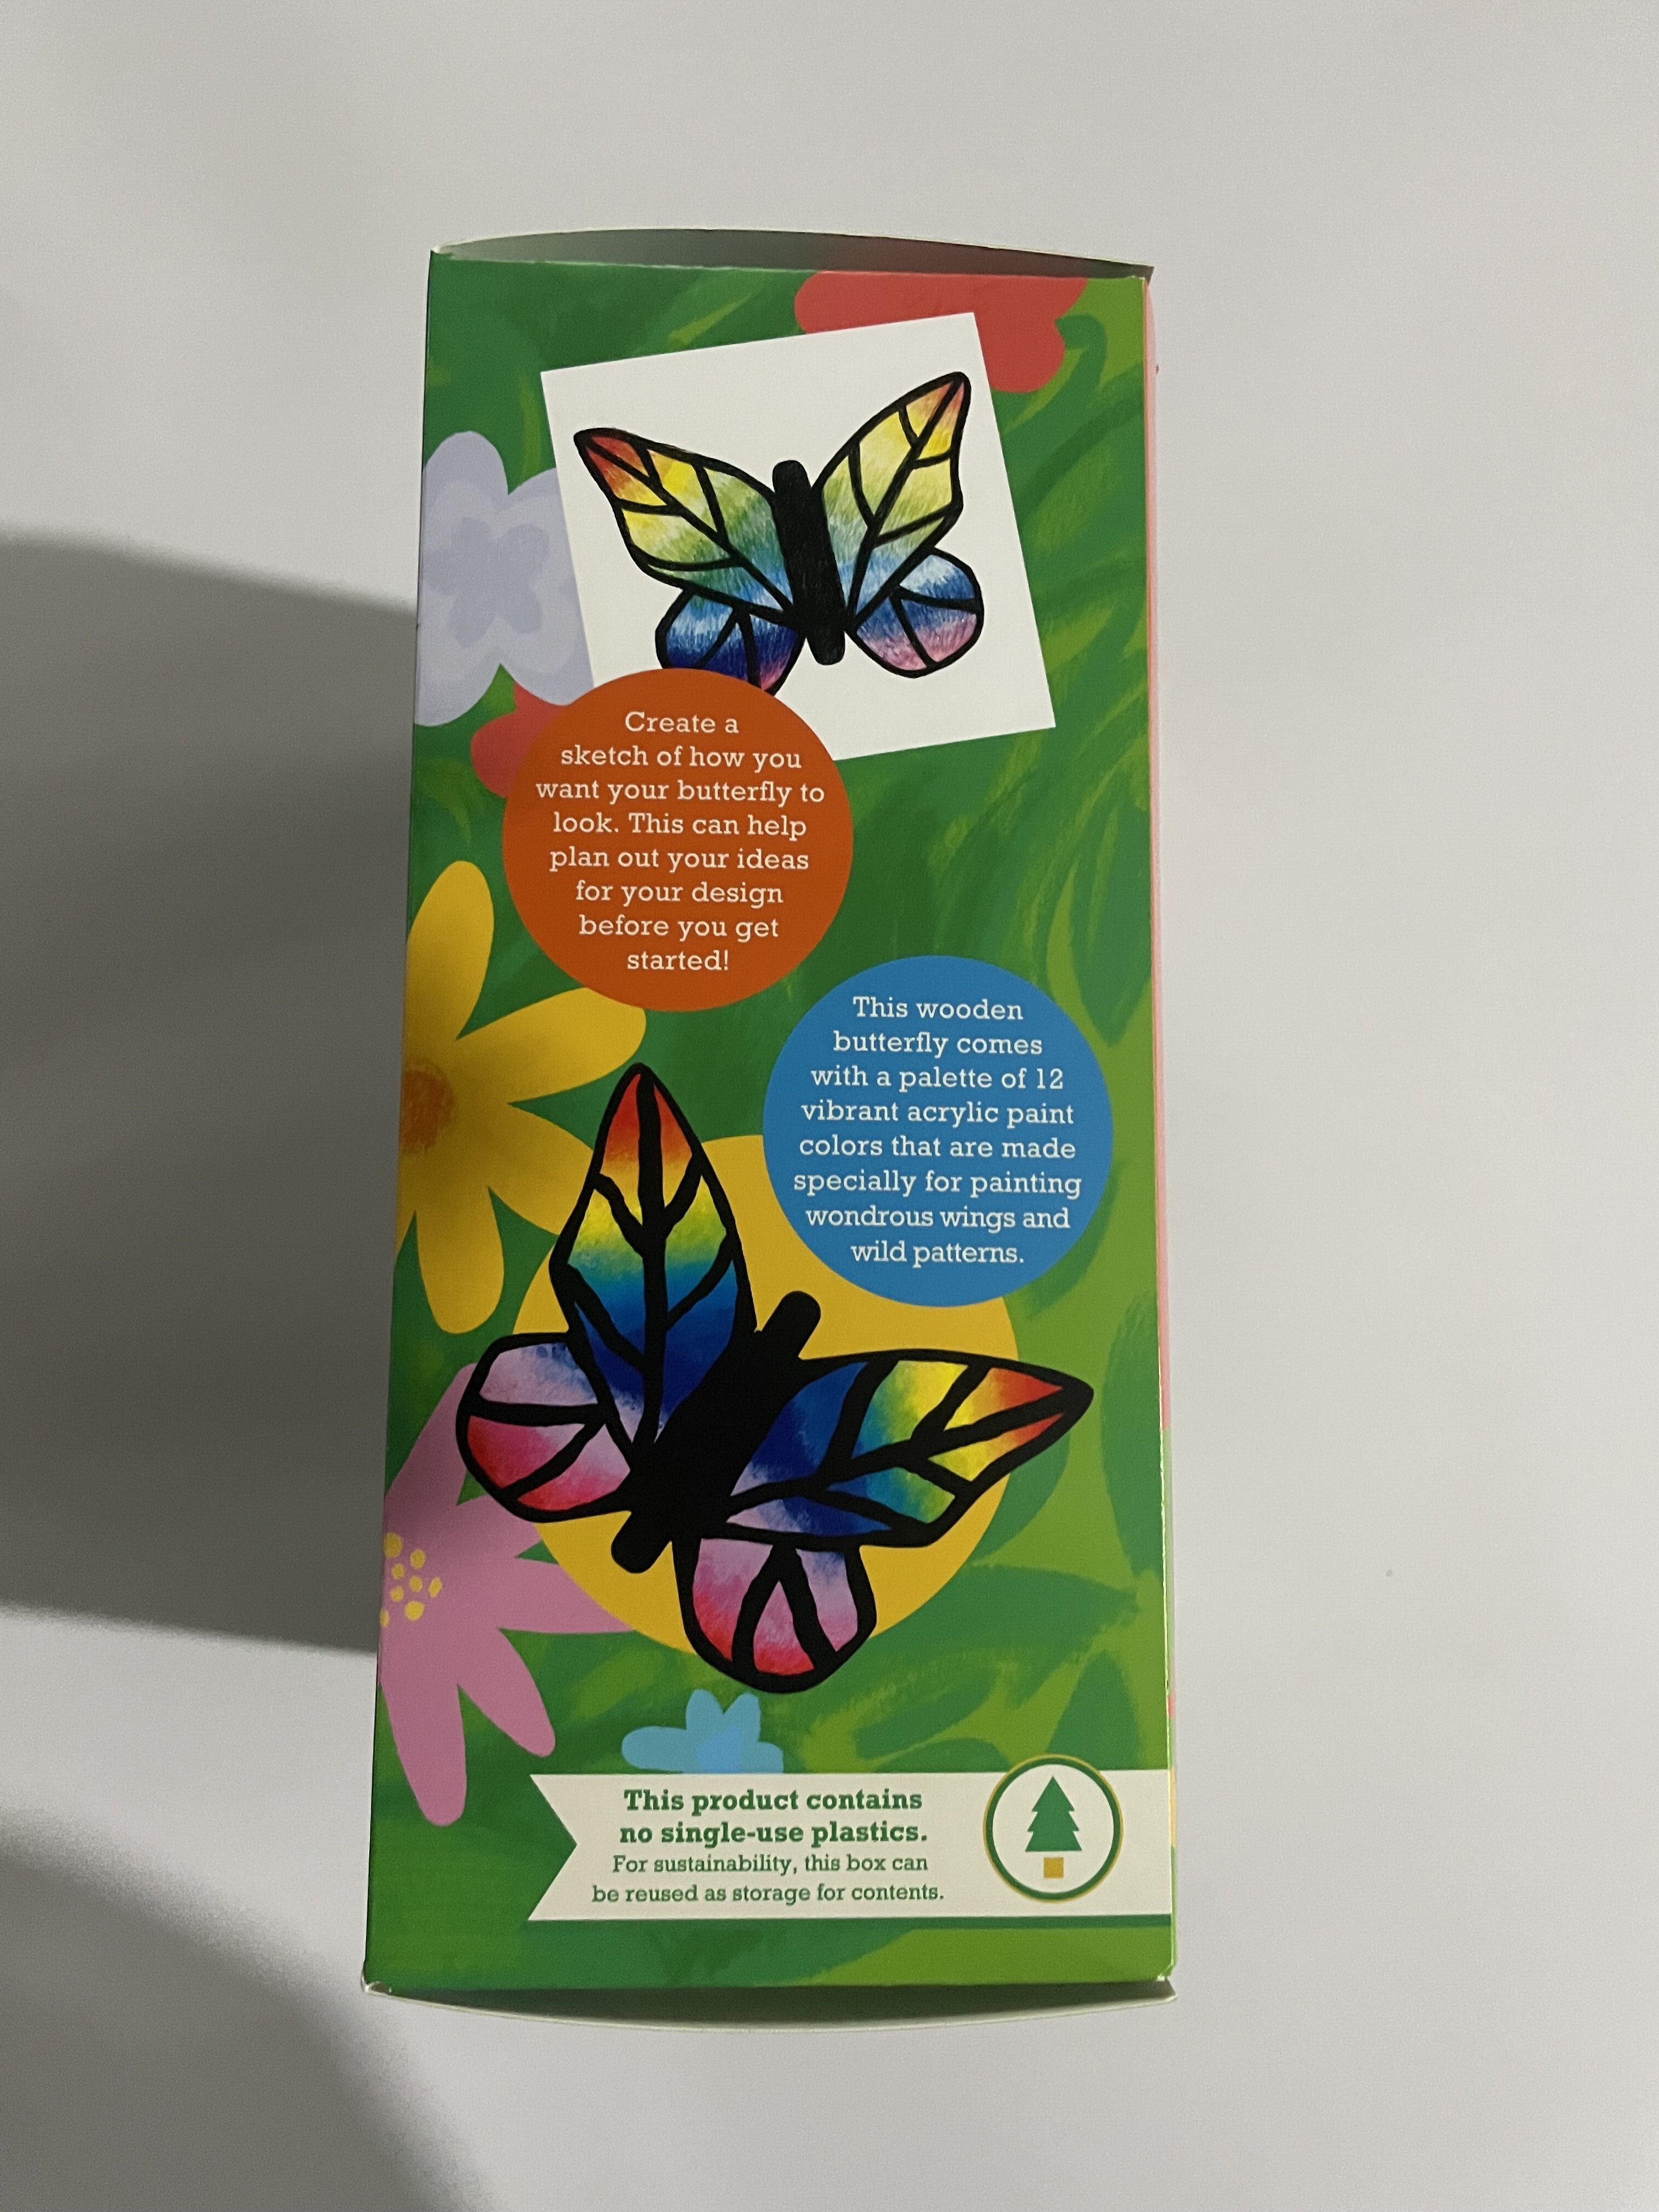 Create a
sketch of how you
want your butterfly to
look. This can help
plan out your ideas
for your design
before you get
started!
This wooden
butterfly comes
with a palette of 12
vibrant acrylic paint
colors that are made
specially for painting
wondrous wings and
wild patterns.
This product contains
no single-use plastics.
For sustainability, this box can
be reused as storage for contents.